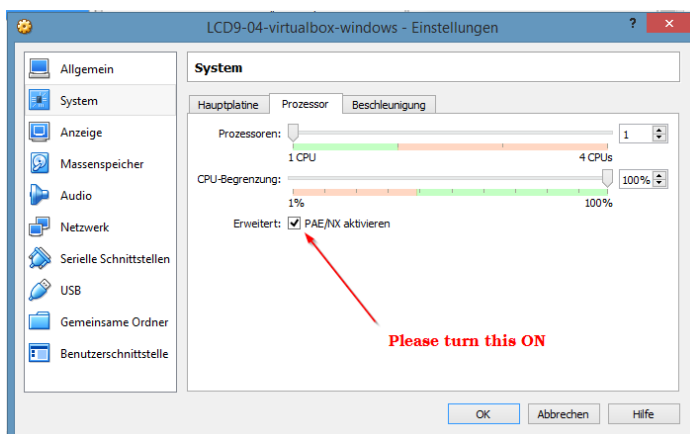 LCD9-04-virtualbox-windows - Einstellungen
?
Allgemein
System
Anzeige
Massenspeicher
Audio
Netzwerk
Serielle Schnittstellen
USB
Gemeinsame Ordner
Benutzerschnittstelle
System
Hauptplatine Prozessor Beschleunigung
Prozessoren: 1
1 CPU 4 CPUs
CPU-Begrenzung: 100%
1% 100%
Erweitert: PAE/NX aktivieren
Please turn this ON
OK Abbrechen Hilfe